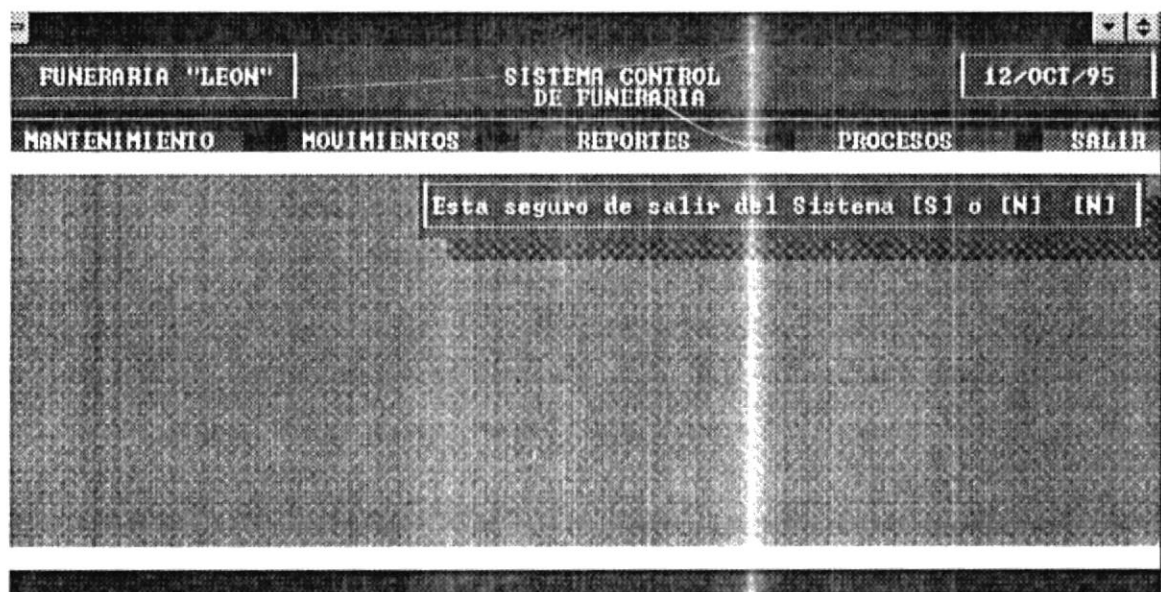 FUNERARIA "LEON"
SISTEMA CONTROL
DE FUNERARIA
12/OCT/95
MANTENIMIENTO MOVIMIENTOS REPORTES PROCESOS SALIR
Esta seguro de salir del Sistema [S] o [N] [N]